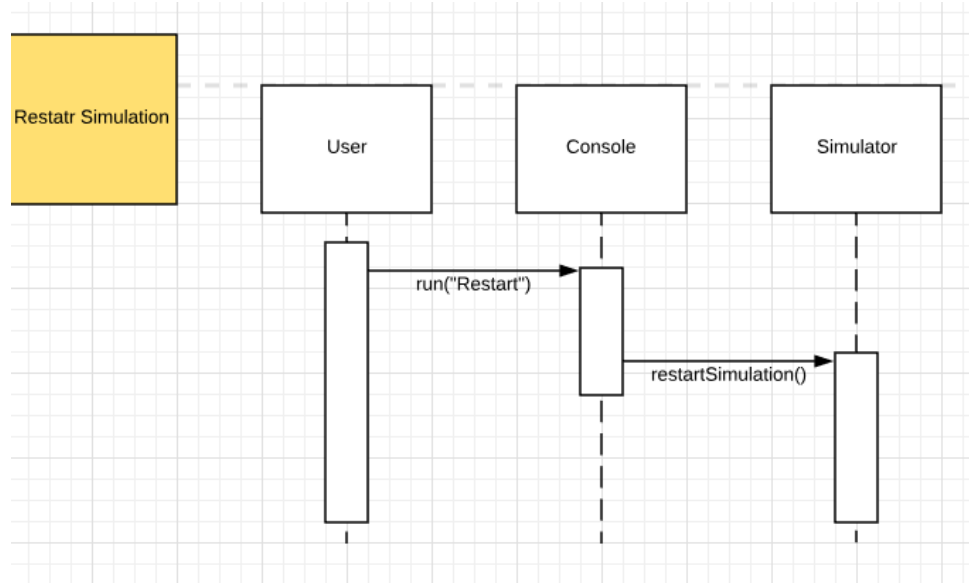 Restatr Simulation
User
Console
Simulator
run("Restart")
restartSimulation()